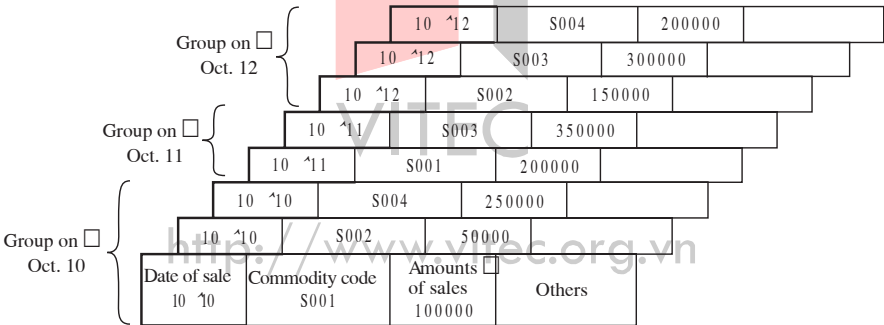 10 ^12 S004 200000
Group on □
Oct. 12
10 ^12 S003 300000
10 ^12 S002 150000
Group on □
Oct. 11
10 ^11 S003 350000
VITEC
10 ^11 S001 200000
10 ^10 S004 250000
Group on □
Oct. 10
10 ^10 S002 50000
http://www.vitec.org.vn
Date of sale Commodity code Amounts □
of sales Others
10 ^10 S001 100000